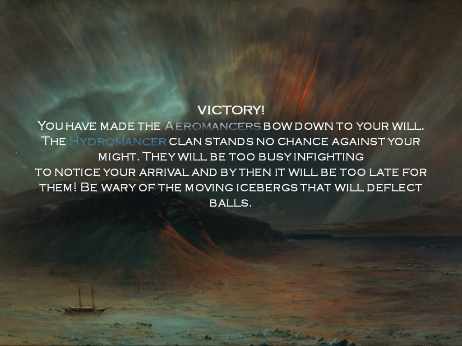 VICTORY!
YOU HAVE MADE THE AEROMANCERS BOW DOWN TO YOUR WILL.
THE HYDROMANCER CLAN STANDS NO CHANCE AGAINST YOUR
MIGHT. THEY WILL BE TOO BUSY INFIGHTING
TO NOTICE YOUR ARRIVAL AND BY THEN IT WILL BE TOO LATE FOR
THEM! BE WARY OF THE MOVING ICEBERGS THAT WILL DEFLECT
BALLS.